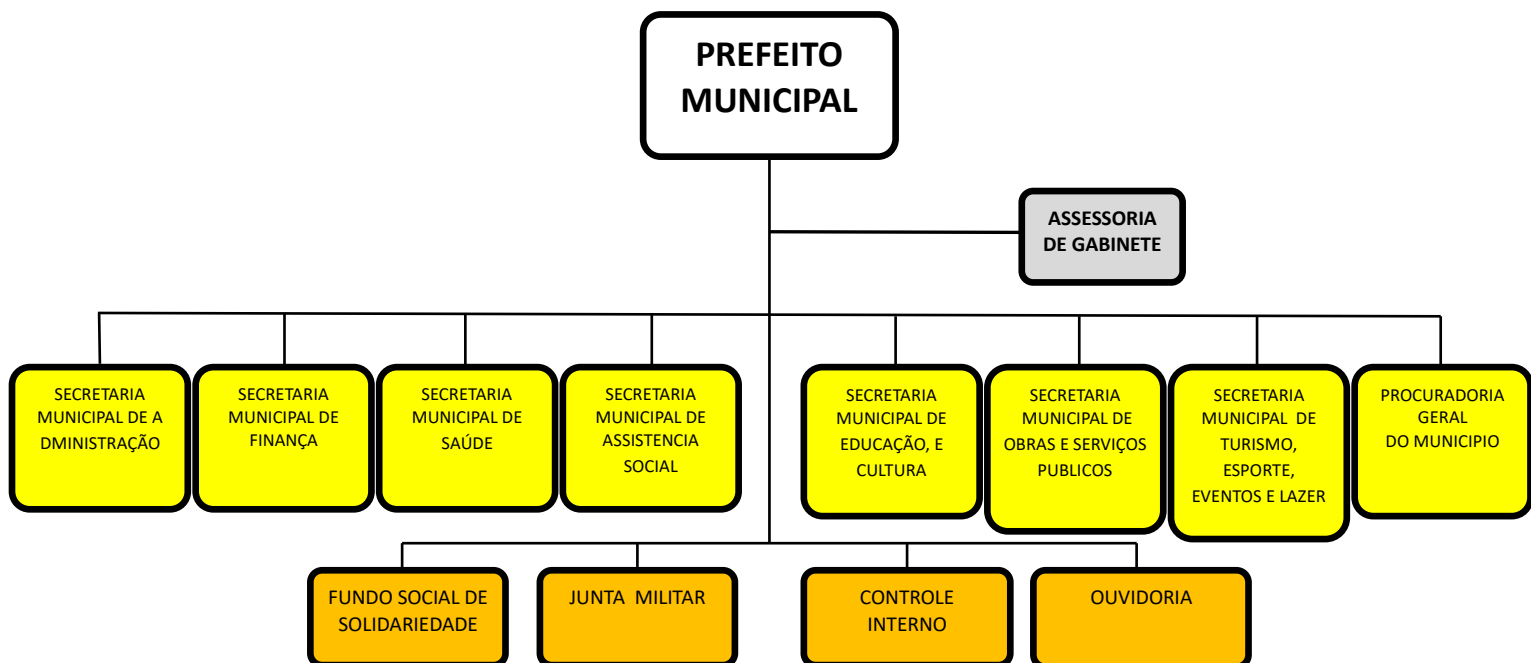 PREFEITO
MUNICIPAL
ASSESSORIA
DE GABINETE
SECRETARIA
MUNICIPAL DE A
DMINISTRAÇÃO
SECRETARIA
MUNICIPAL DE
FINANÇA
SECRETARIA
MUNICIPAL DE
SAÚDE
SECRETARIA
MUNICIPAL DE
ASSISTENCIA
SOCIAL
SECRETARIA
MUNICIPAL DE
EDUCAÇÃO, E
CULTURA
SECRETARIA
MUNICIPAL DE
OBRAS E SERVIÇOS
PUBLICOS
SECRETARIA
MUNICIPAL DE
TURISMO,
ESPORTE,
EVENTOS E LAZER
PROCURADORIA
GERAL
DO MUNICIPIO
FUNDO SOCIAL DE
SOLIDARIEDADE
JUNTA MILITAR
CONTROLE
INTERNO
OUVIDORIA